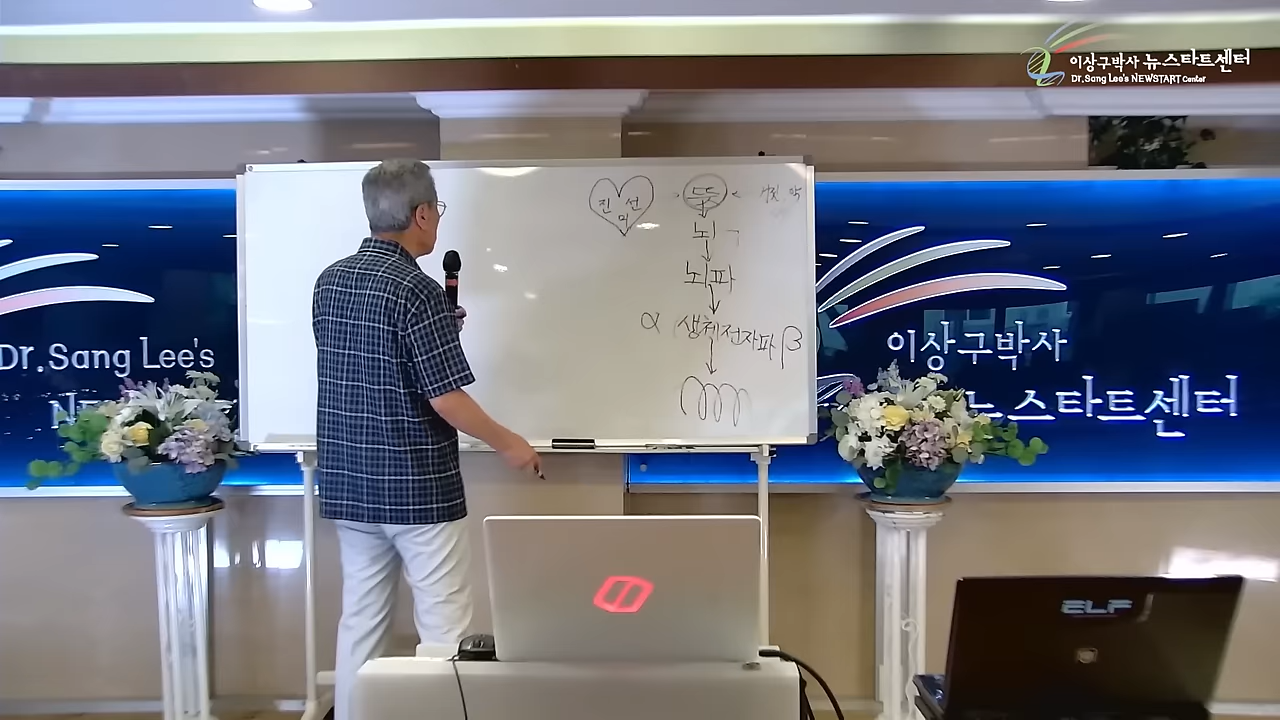 이상구박사 뉴스타트센터
Dr.Sang Lee's NEWSTART Center
진 선
미
뜻
뇌
뇌파
α 생체전자파 β
Dr.Sang Lee's
이상구박사
뉴스타트센터
ELF